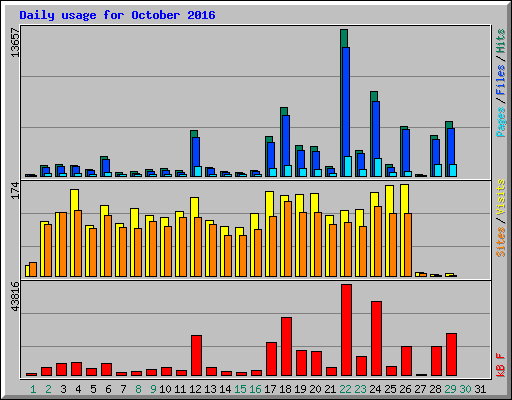 Daily usage for October 2016
13657
Pages / Files / Hits
174
Sites / Visits
43816
kB F
1 2 3 4 5 6 7 8 9 10 11 12 13 14 15 16 17 18 19 20 21 22 23 24 25 26 27 28 29 30 31